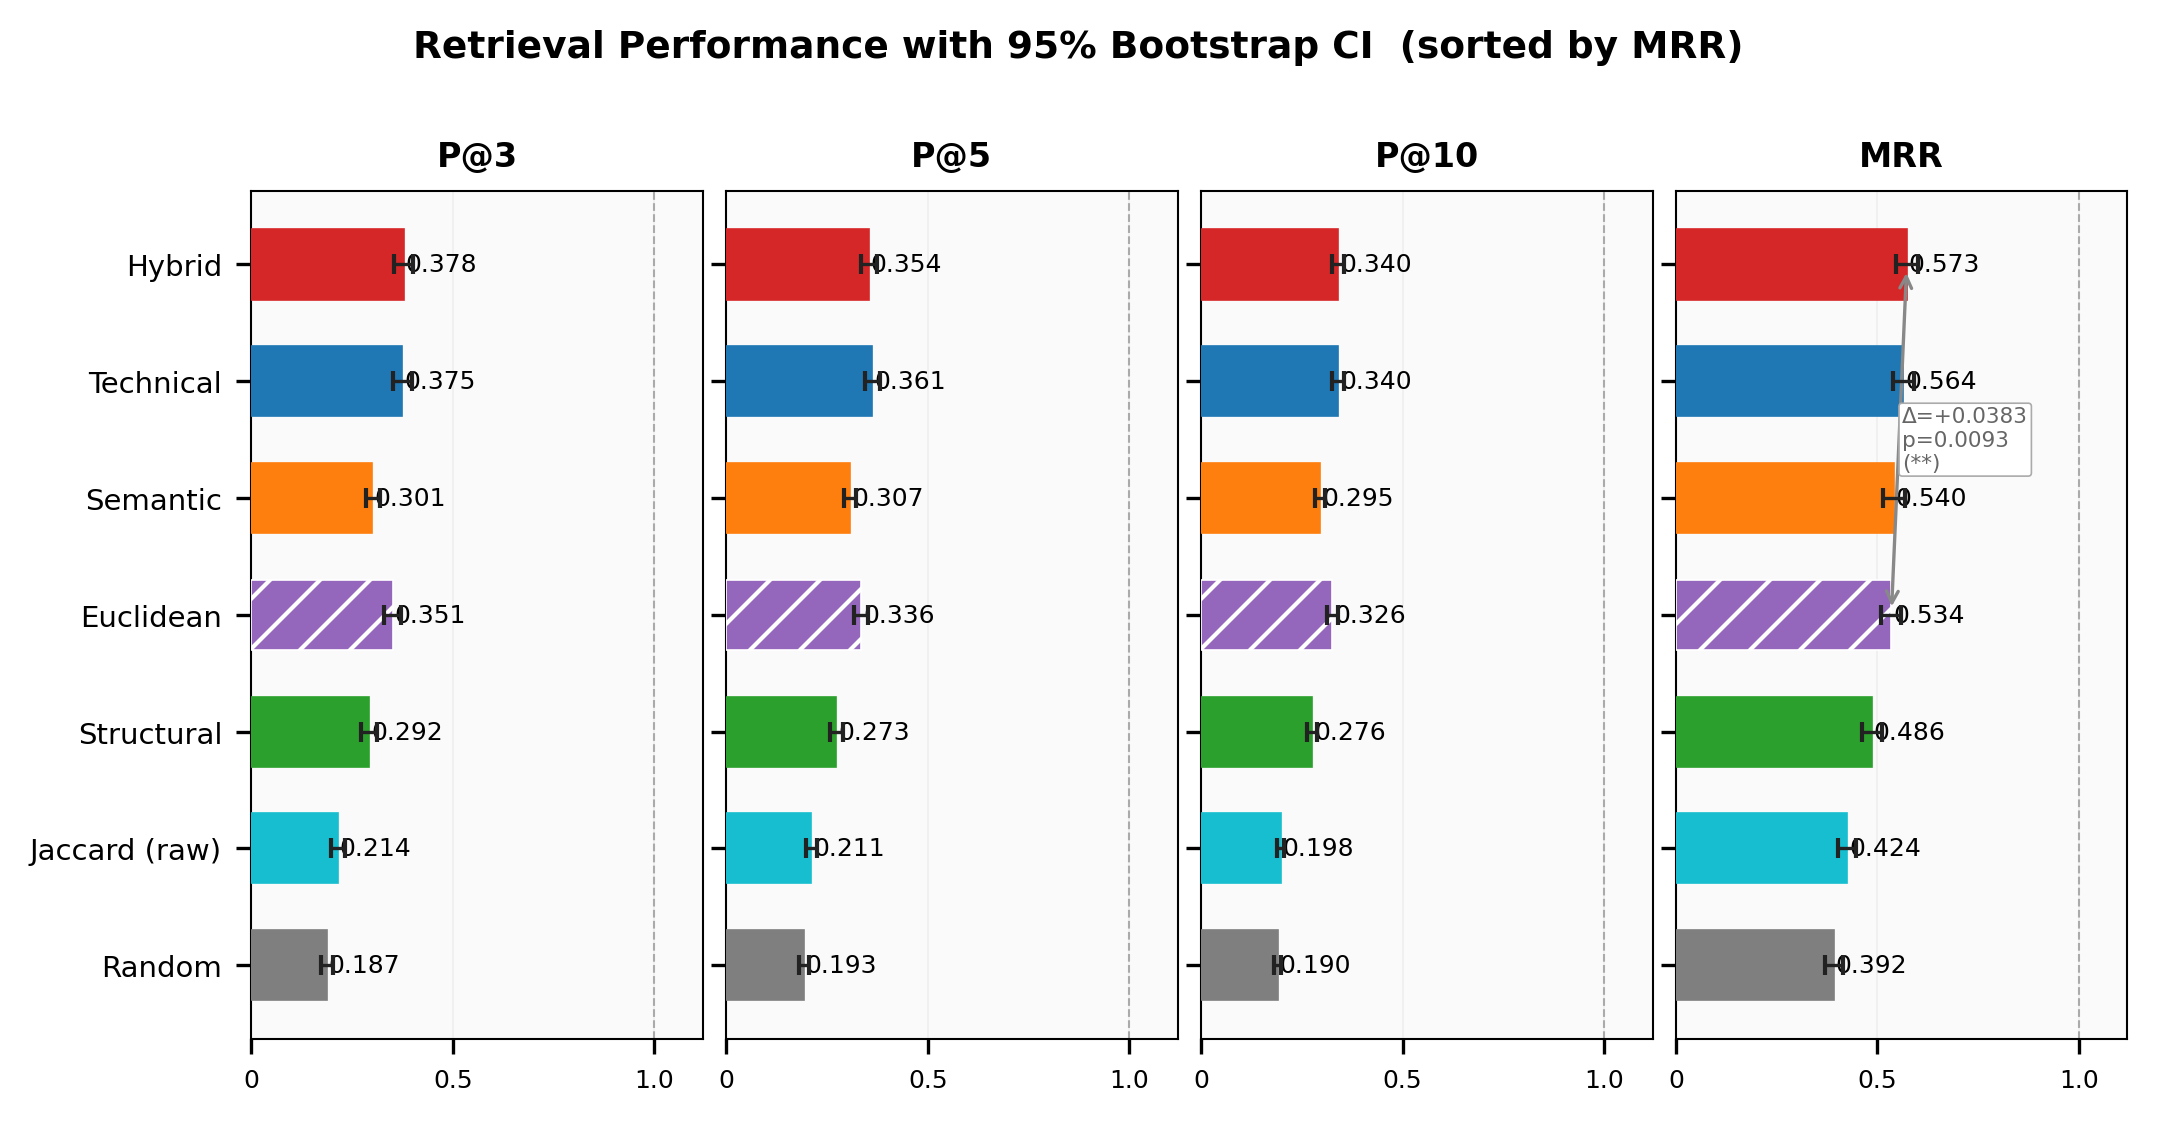 Retrieval Performance with 95% Bootstrap CI (sorted by MRR)
P@3
P@5
P@10
MRR
Hybrid
0.378
0.354
0.340
0.573
Technical
0.375
0.361
0.340
0.564
Δ=+0.0383
p=0.0093
(**)
Semantic
0.301
0.307
0.295
0.540
Euclidean
0.351
0.336
0.326
0.534
Structural
0.292
0.273
0.276
0.486
Jaccard (raw)
0.214
0.211
0.198
0.424
Random
0.187
0.193
0.190
0.392
0 0.5 1.0
0 0.5 1.0
0 0.5 1.0
0 0.5 1.0